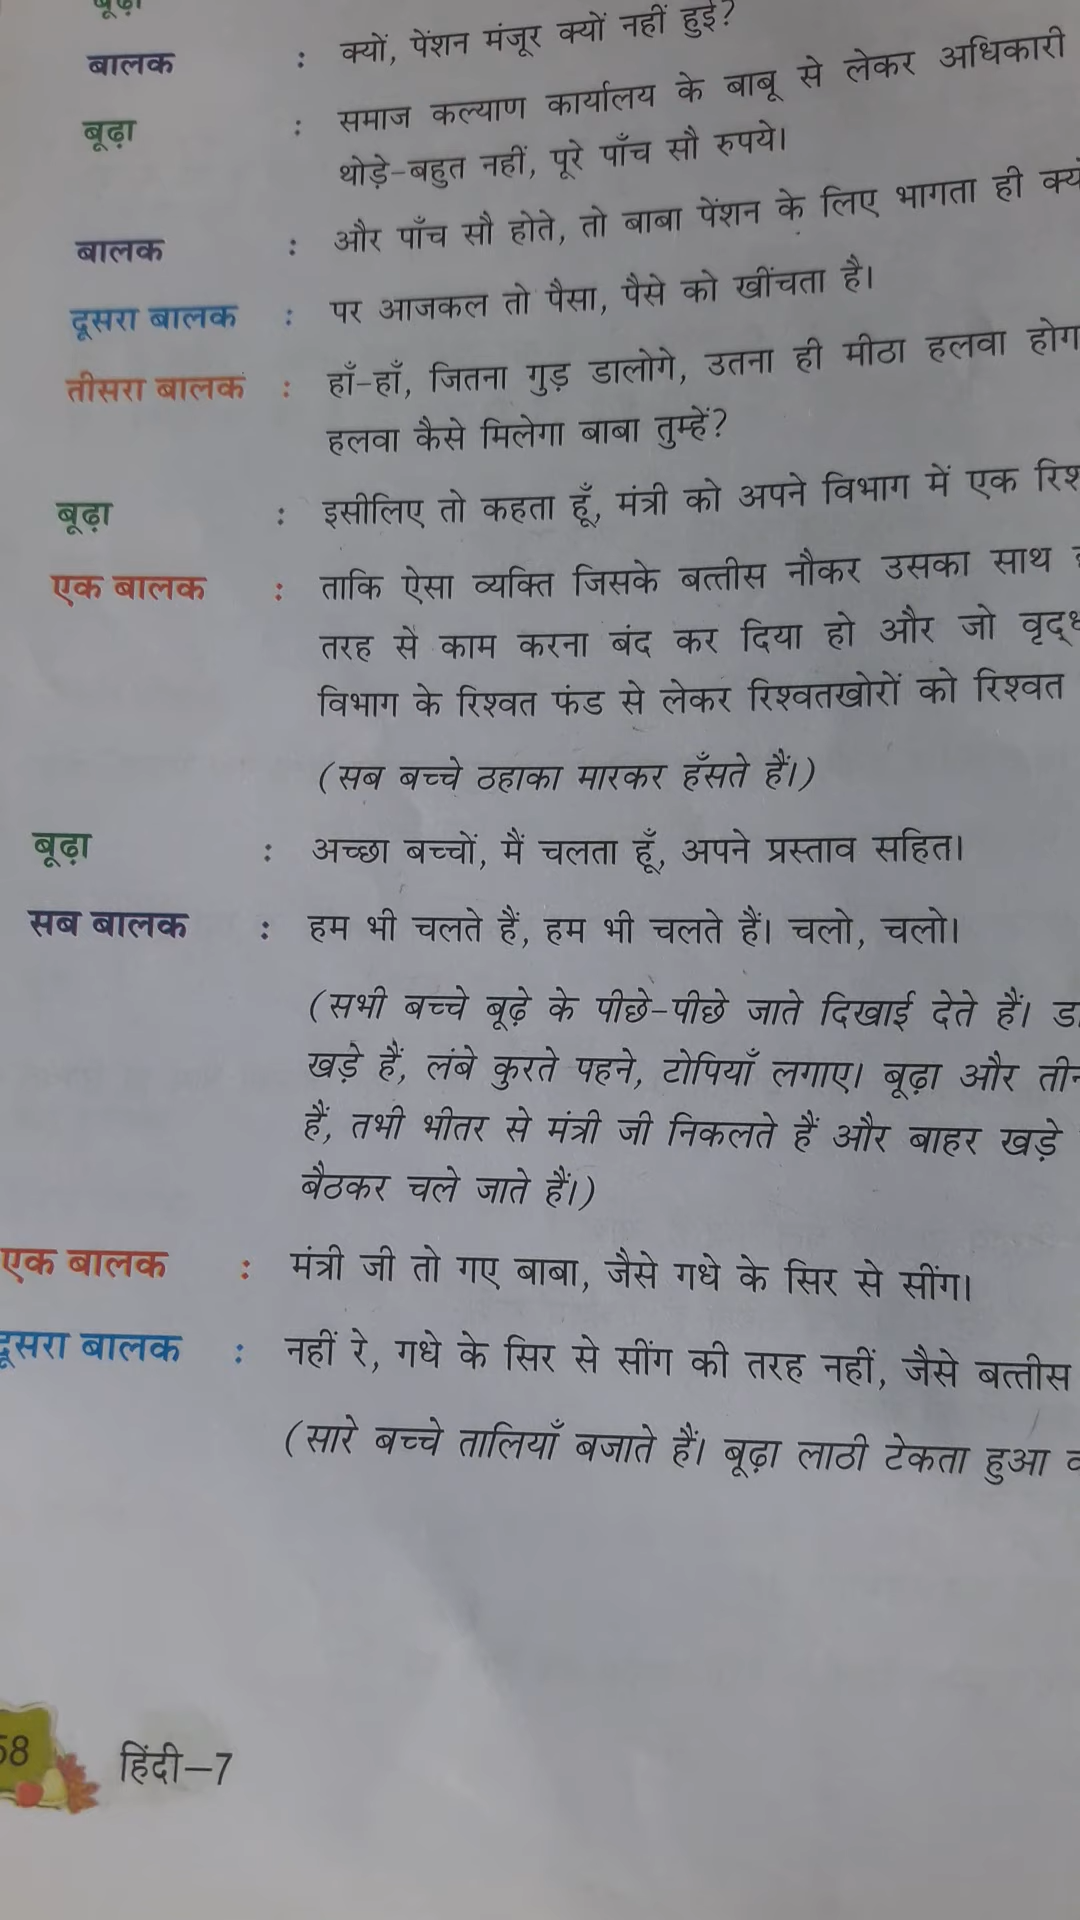 बूढ़ा
बालक : क्यों, पेंशन मंजूर क्यों नहीं हुई?
बूढ़ा : समाज कल्याण कार्यालय के बाबू से लेकर अधिकारी
थोड़े-बहुत नहीं, पूरे पाँच सौ रुपये।
बालक : और पाँच सौ होते, तो बाबा पेंशन के लिए भागता ही
दूसरा बालक : पर आजकल तो पैसा, पैसे को खींचता है।
तीसरा बालक : हाँ-हाँ, जितना गुड़ डालोगे, उतना ही मीठा हलवा
हलवा कैसे मिलेगा बाबा तुम्हें?
बूढ़ा : इसीलिए तो कहता हूँ, मंत्री को अपने विभाग में एक
एक बालक : ताकि ऐसा व्यक्ति जिसके बत्तीस नौकर उसका साथ
तरह से काम करना बंद कर दिया हो और जो
विभाग के रिश्वत फंड से लेकर रिश्वतखोरों को रिश्वत
(सब बच्चे ठहाका मारकर हँसते हैं।)
बूढ़ा : अच्छा बच्चों, मैं चलता हूँ, अपने प्रस्ताव सहित।
सब बालक : हम भी चलते हैं, हम भी चलते हैं। चलो, चलो।
(सभी बच्चे बूढ़े के पीछे-पीछे जाते दिखाई देते हैं।
खड़े हैं, लंबे कुरते पहने, टोपियाँ लगाए। बूढ़ा और
हैं, तभी भीतर से मंत्री जी निकलते हैं और बाहर खड़े
बैठकर चले जाते हैं।)
एक बालक : मंत्री जी तो गए बाबा, जैसे गधे के सिर से सींग।
दूसरा बालक : नहीं रे, गधे के सिर से सींग की तरह नहीं, जैसे बत्तीस
(सारे बच्चे तालियाँ बजाते हैं। बूढ़ा लाठी टेकता हुआ
58 हिंदी—7